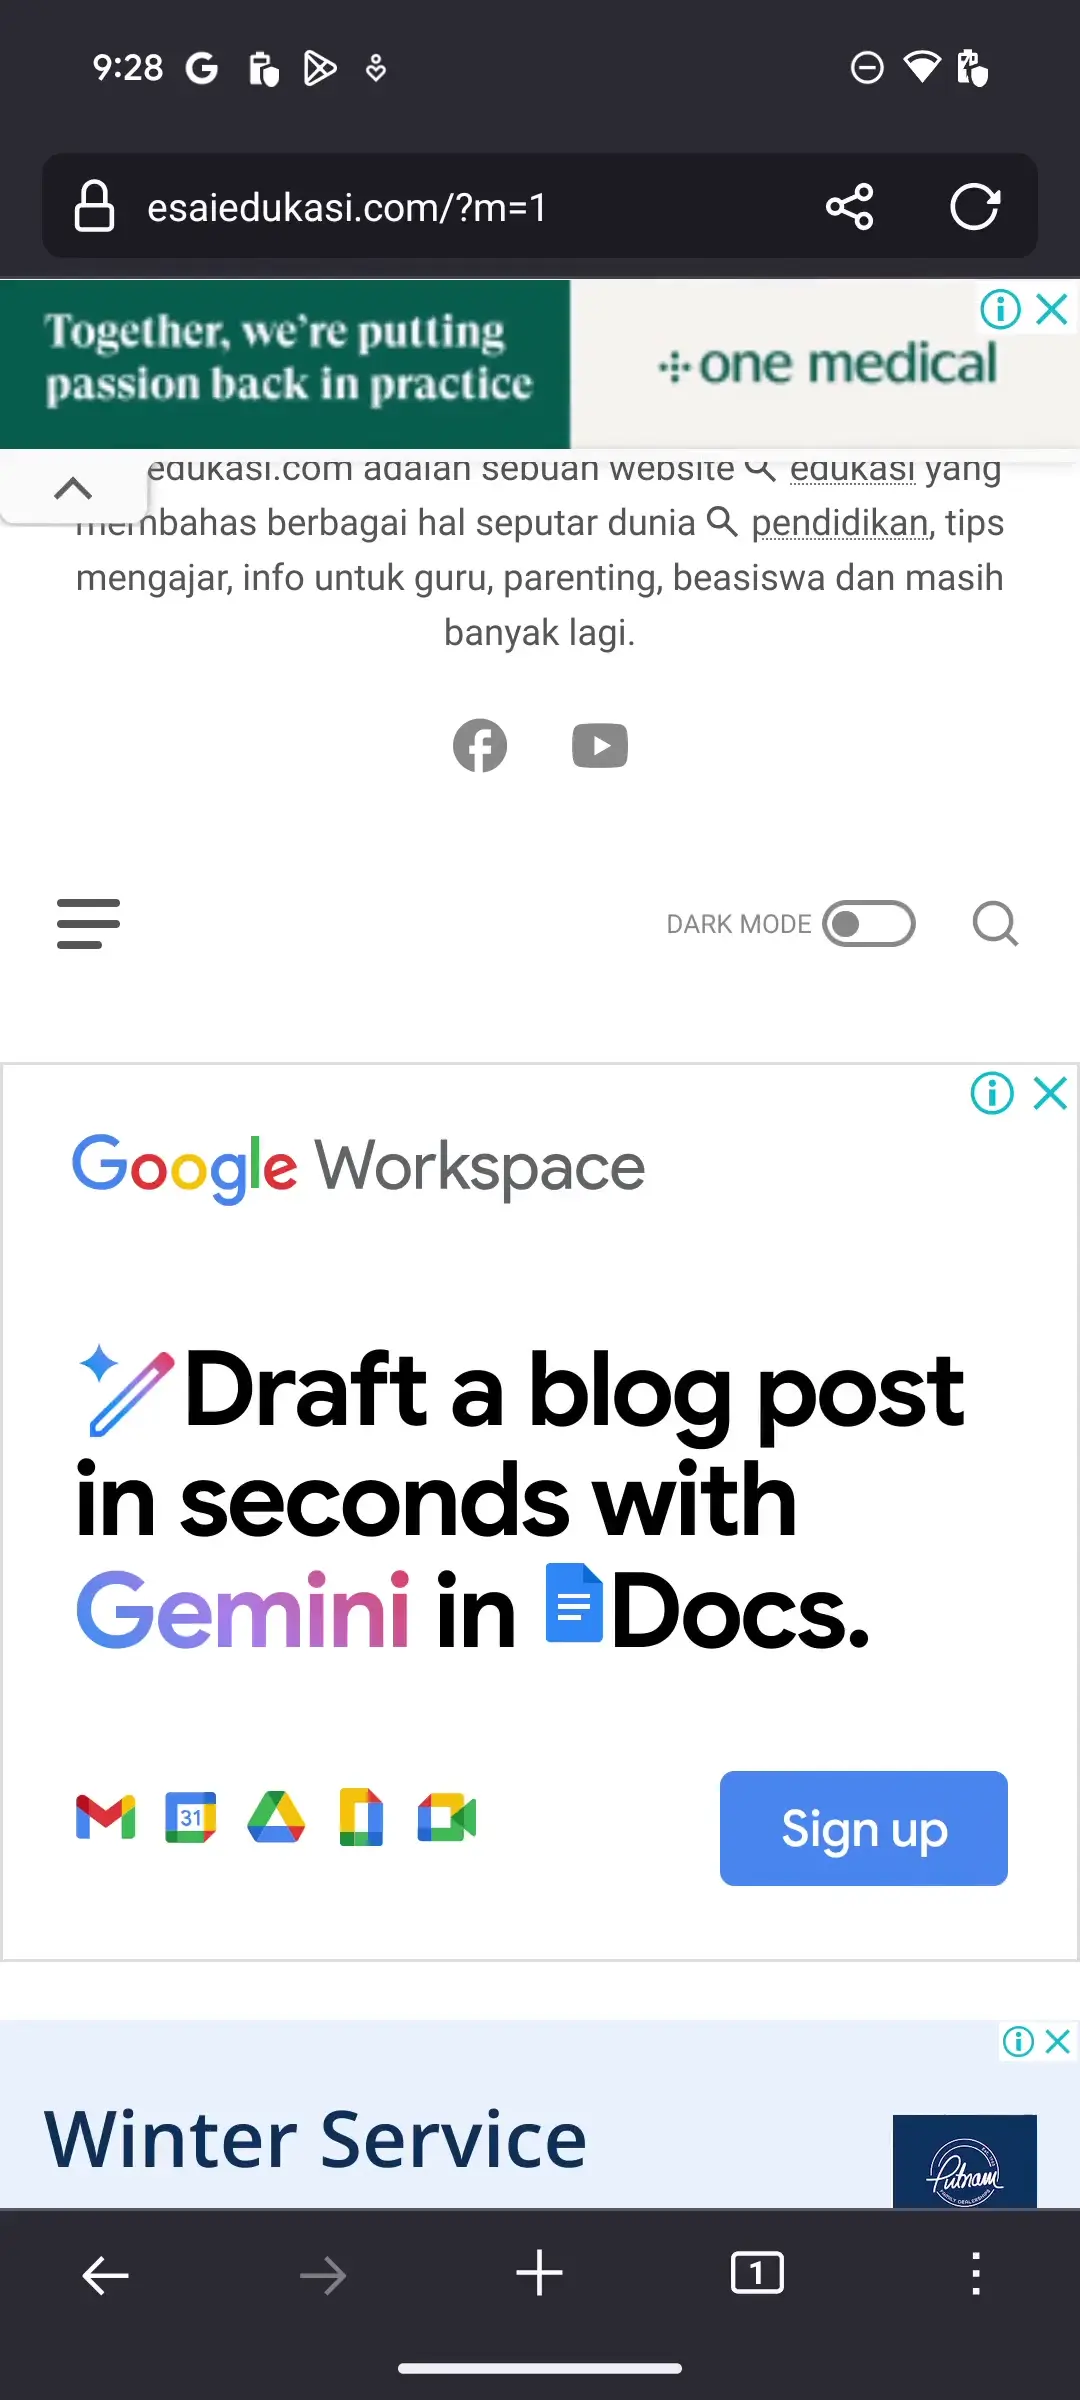 9:28
esaiedukasi.com/?m=1
Together, we're putting
passion back in practice
one medical
edukasi.com adalah sebuah website edukasi yang
membahas berbagai hal seputar dunia pendidikan, tips
mengajar, info untuk guru, parenting, beasiswa dan masih
banyak lagi.
DARK MODE
Google Workspace
Draft a blog post
in seconds with
Gemini in Docs.
31
Sign up
Winter Service
Putnam
1